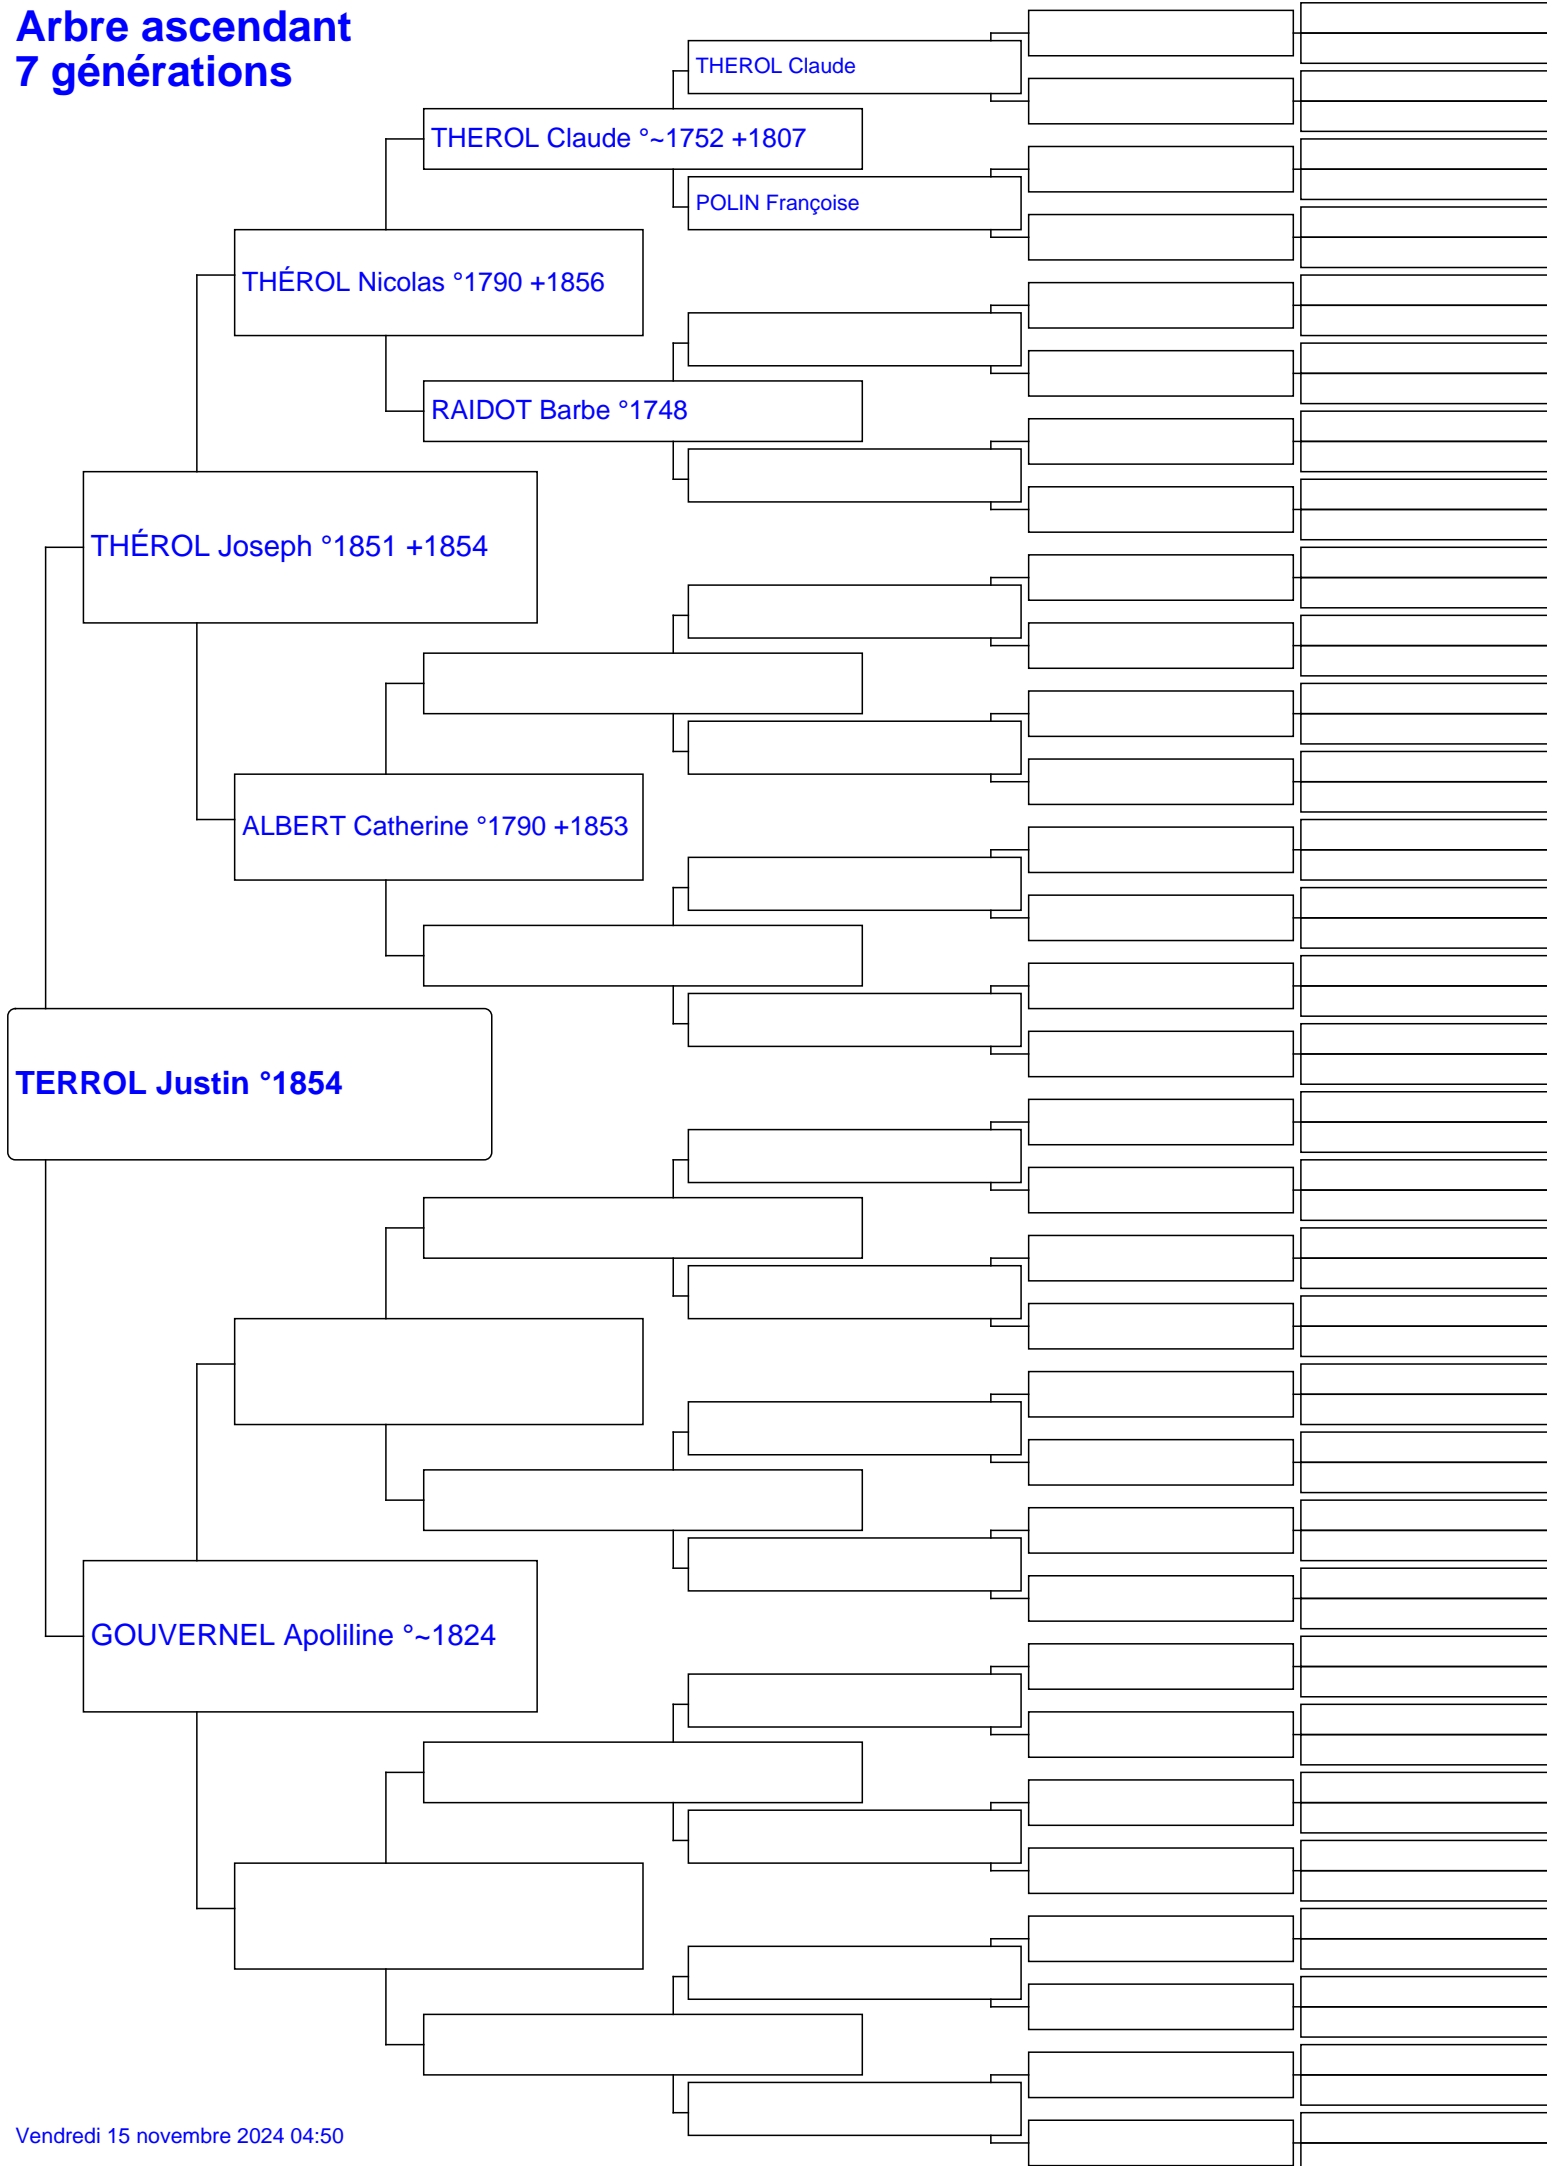 Arbre ascendant
7 générations
THEROL Claude
THEROL Claude °~1752 +1807
POLIN Françoise
THÉROL Nicolas °1790 +1856
RAIDOT Barbe °1748
THÉROL Joseph °1851 +1854
ALBERT Catherine °1790 +1853
TERROL Justin °1854
GOUVERNEL Apoliline °~1824
Vendredi 15 novembre 2024 04:50